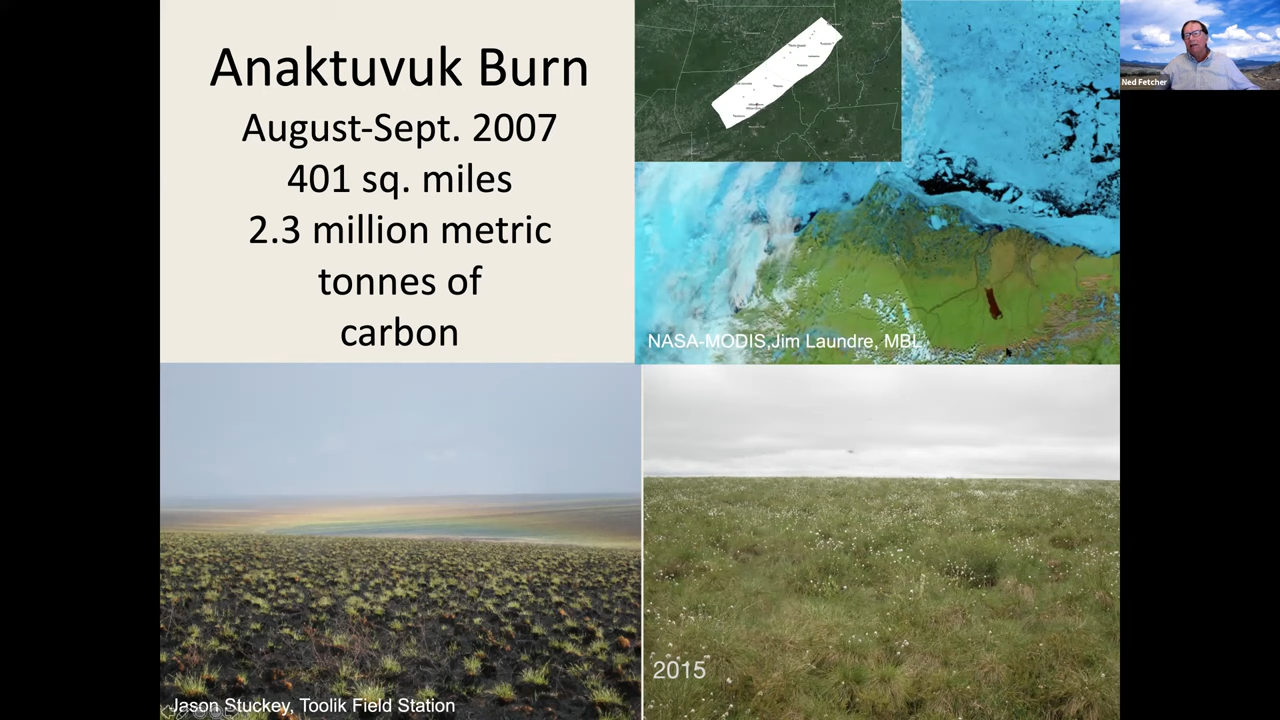 Anaktuvuk Burn
August-Sept. 2007
401 sq. miles
2.3 million metric
tonnes of
carbon
NASA-MODIS,Jim Laundre, MBL
Ned Fetcher
Jason Stuckey, Toolik Field Station
2015